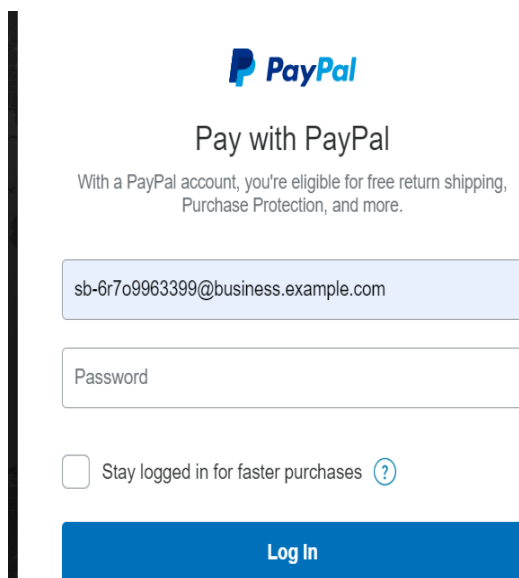 PayPal
Pay with PayPal
With a PayPal account, you're eligible for free return shipping,
Purchase Protection, and more.
sb-6r7o9963399@business.example.com
Password
Stay logged in for faster purchases ?
Log In